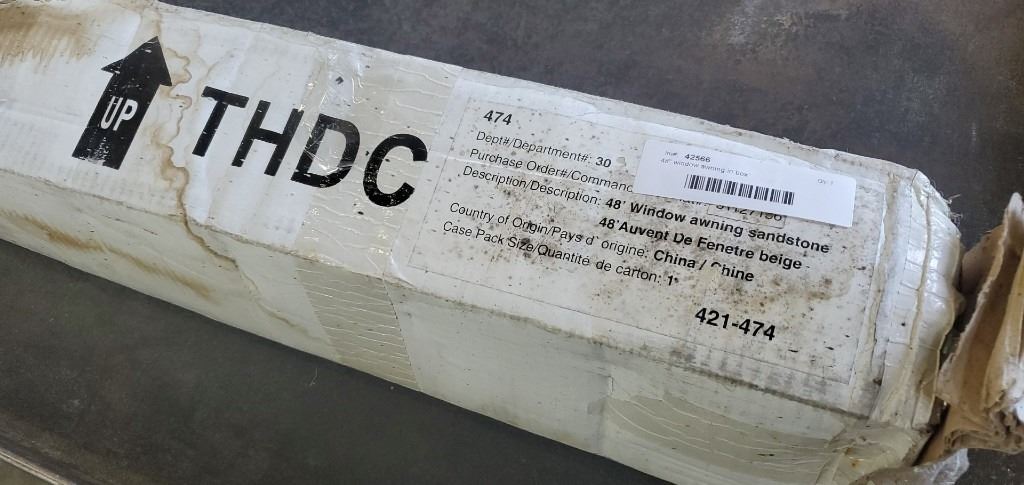 UP
THDC
474
Dept#/Department#: 30
Purchase Order#/Command
Description/Description: 48' Window awning sandstone
48'Auvent De Fenetre beige
Country of Origin/Pays d' origine: China / Chine
Case Pack Size/Quantité de carton: 1
421-474
42566
48" window awning in box